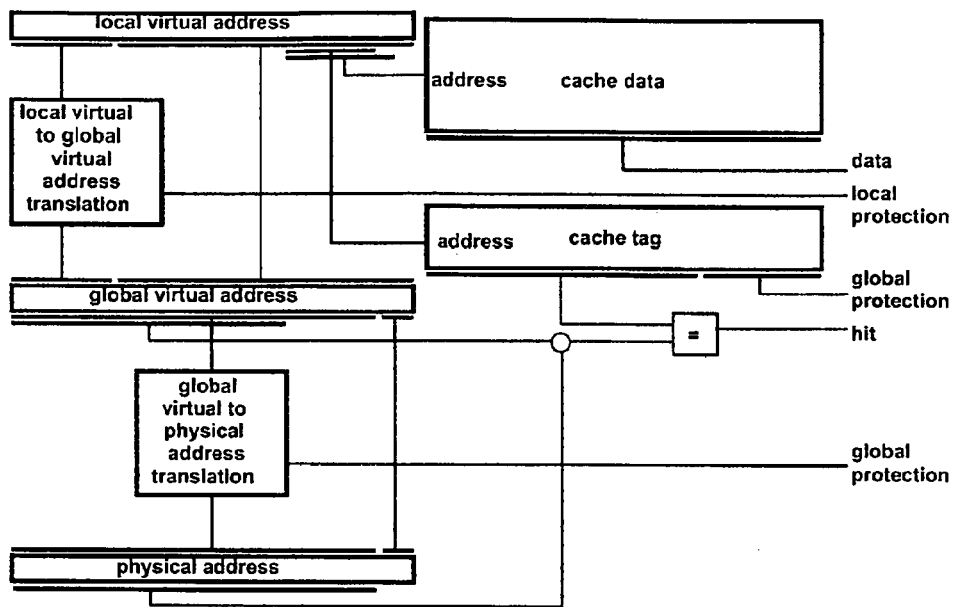 local virtual address
address
cache data
local virtual
to global
virtual
address
translation
data
local
protection
address
cache tag
global virtual address
global
protection
=
hit
global
virtual to
physical
address
translation
global
protection
physical address